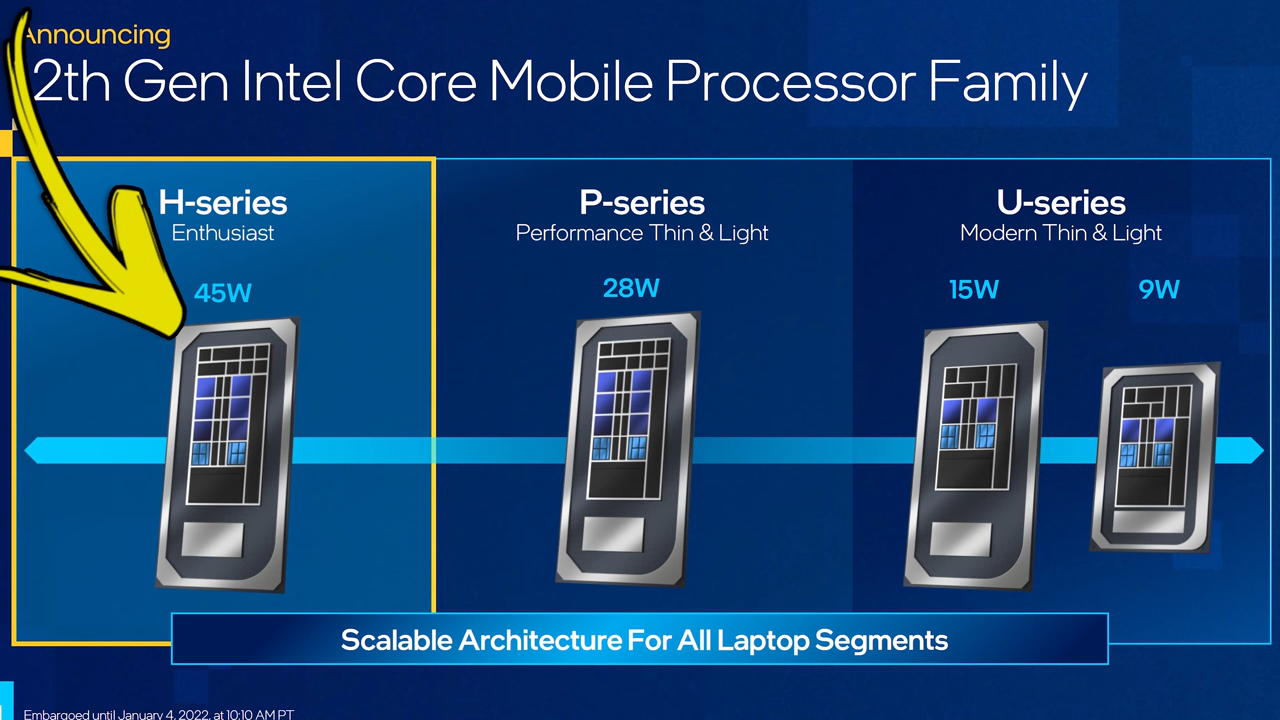 Announcing
2th Gen Intel Core Mobile Processor Family
H-series
Enthusiast
45W
P-series
Performance Thin & Light
28W
U-series
Modern Thin & Light
15W
9W
Scalable Architecture For All Laptop Segments
Embargoed until January 4, 2022, at 10:10 AM PT